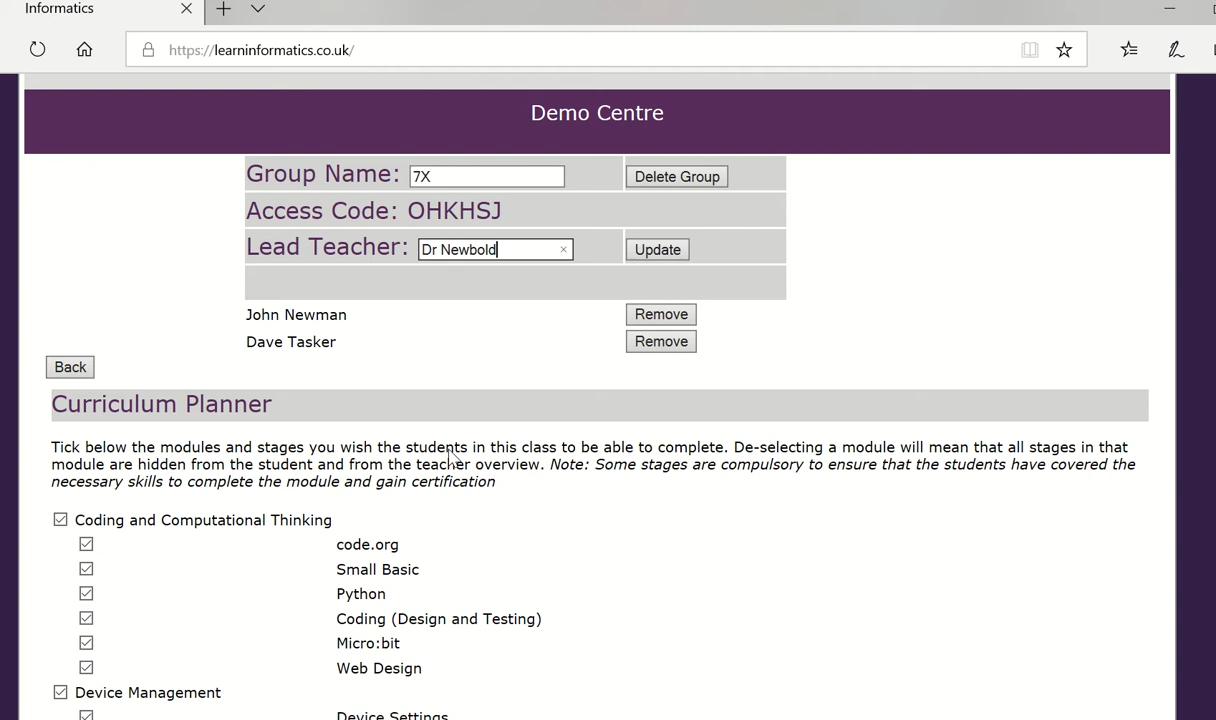 Informatics
https://learninformatics.co.uk/
Demo Centre
Group Name: 7X Delete Group
Access Code: OHKHSJ
Lead Teacher: Dr Newbold Update
John Newman Remove
Dave Tasker Remove
Back
Curriculum Planner
Tick below the modules and stages you wish the students in this class to be able to complete. De-selecting a module will mean that all stages in that
module are hidden from the student and from the teacher overview. Note: Some stages are compulsory to ensure that the students have covered the
necessary skills to complete the module and gain certification
Coding and Computational Thinking
code.org
Small Basic
Python
Coding (Design and Testing)
Micro:bit
Web Design
Device Management
Device Settings